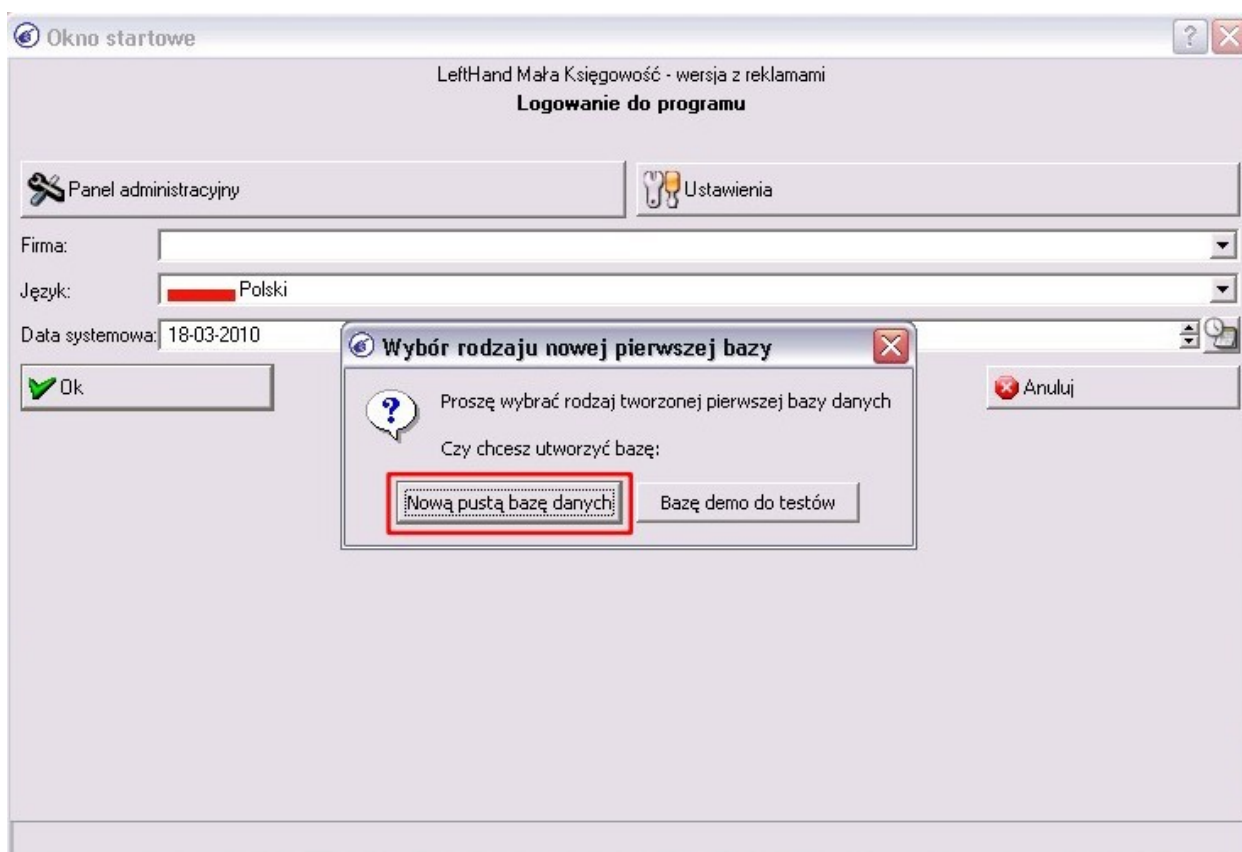 Okno startowe
LeftHand Mała Księgowość - wersja z reklamami
Logowanie do programu
Panel administracyjny
Ustawienia
Firma:
Język:
Polski
Data systemowa:
18-03-2010
Wybór rodzaju nowej pierwszej bazy
Ok
Anuluj
Proszę wybrać rodzaj tworzonej pierwszej bazy danych
Czy chcesz utworzyć bazę:
Nową pustą bazę danych
Bazę demo do testów